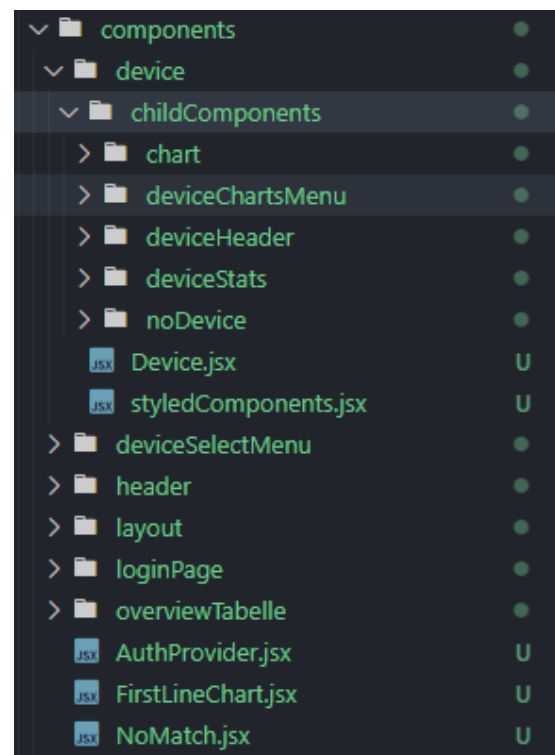 components
device
childComponents
chart
deviceChartsMenu
deviceHeader
deviceStats
noDevice
JSX Device.jsx U
JSX styledComponents.jsx U
deviceSelectMenu
header
layout
loginPage
overviewTabelle
JSX AuthProvider.jsx U
JSX FirstLineChart.jsx U
JSX NoMatch.jsx U